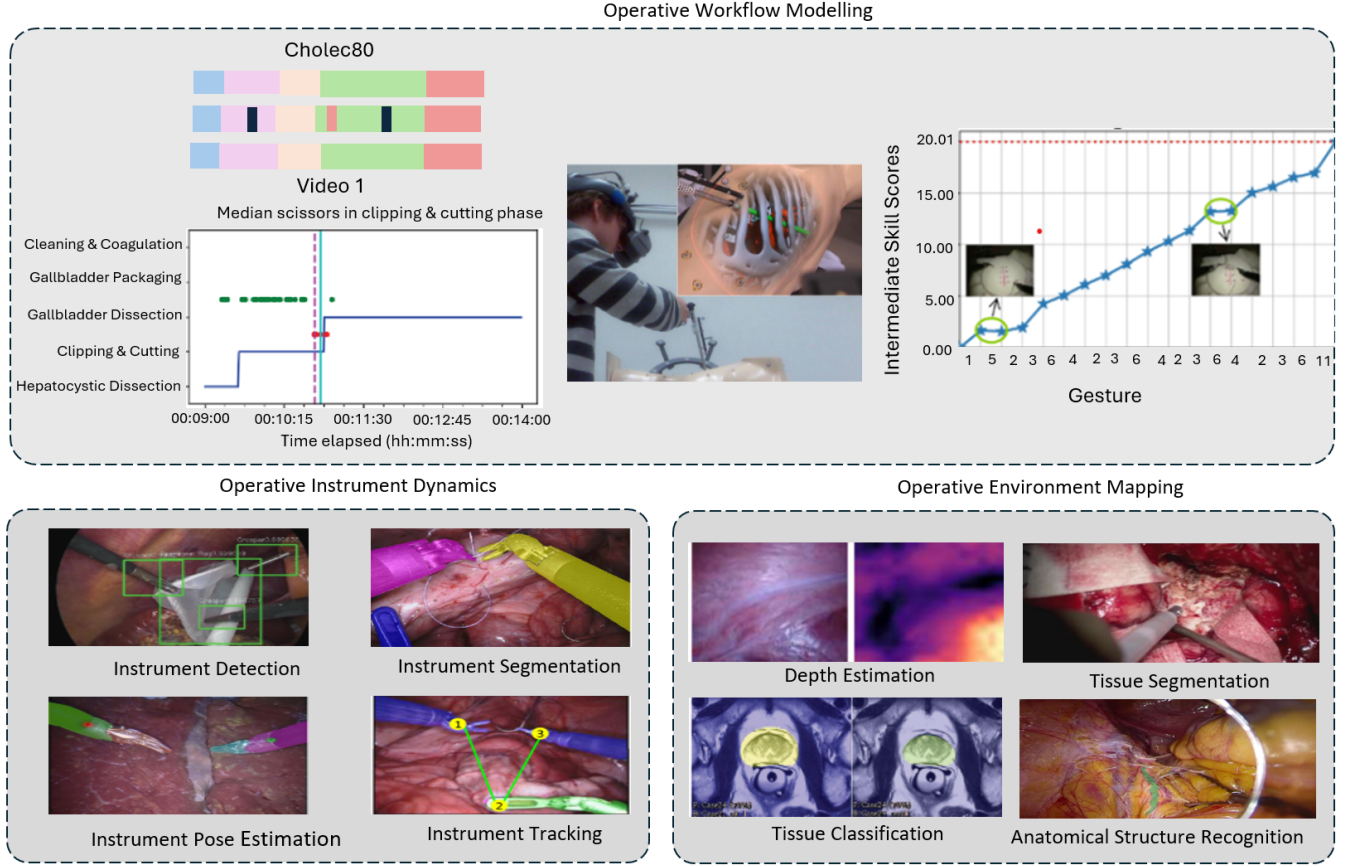 Operative Workflow Modelling
Cholec80
Video 1
Median scissors in clipping & cutting phase
Cleaning & Coagulation
Gallbladder Packaging
Gallbladder Dissection
Clipping & Cutting
Hepatocystic Dissection
00:09:00 00:10:15 00:11:30 00:12:45 00:14:00
Time elapsed (hh:mm:ss)
Intermediate Skill Scores
20.01
15.00
10.00
5.00
0.00
1 5 2 3 6 4 2 3 6 4 2 3 6 4 2 3 6 11
Gesture
Operative Instrument Dynamics
Instrument Detection
Instrument Segmentation
Instrument Pose Estimation
1
3
2
Instrument Tracking
Operative Environment Mapping
Depth Estimation
Tissue Segmentation
Tissue Classification
Anatomical Structure Recognition